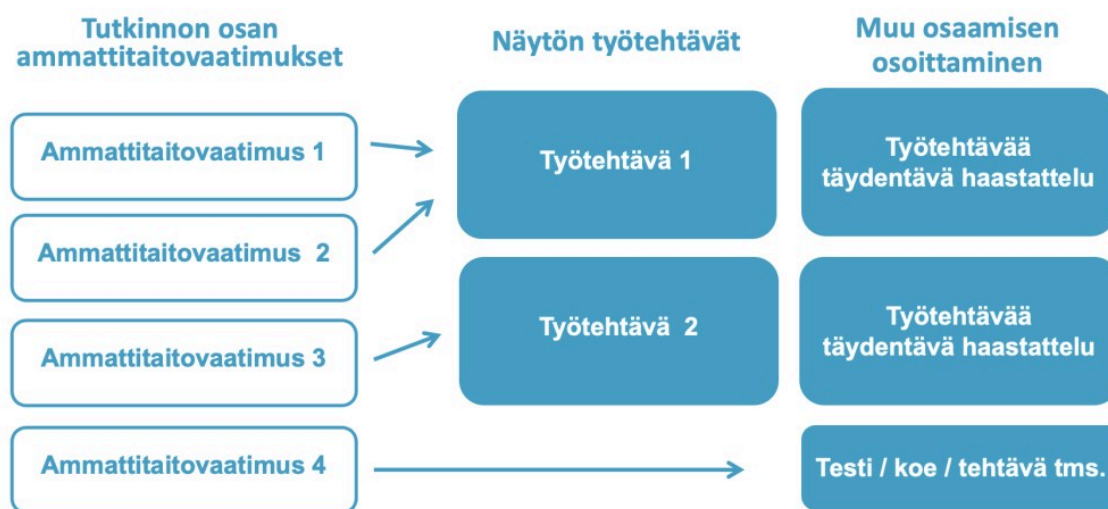 Tutkinnon osan
ammattitaitovaatimukset
Näytön työtehtävät
Muu osaamisen
osoittaminen
Ammattitaitovaatimus 1
Ammattitaitovaatimus 2
Ammattitaitovaatimus 3
Ammattitaitovaatimus 4
Työtehtävä 1
Työtehtävä 2
Työtehtävää
täydentävä haastattelu
Työtehtävää
täydentävä haastattelu
Testi / koe / tehtävä tms.